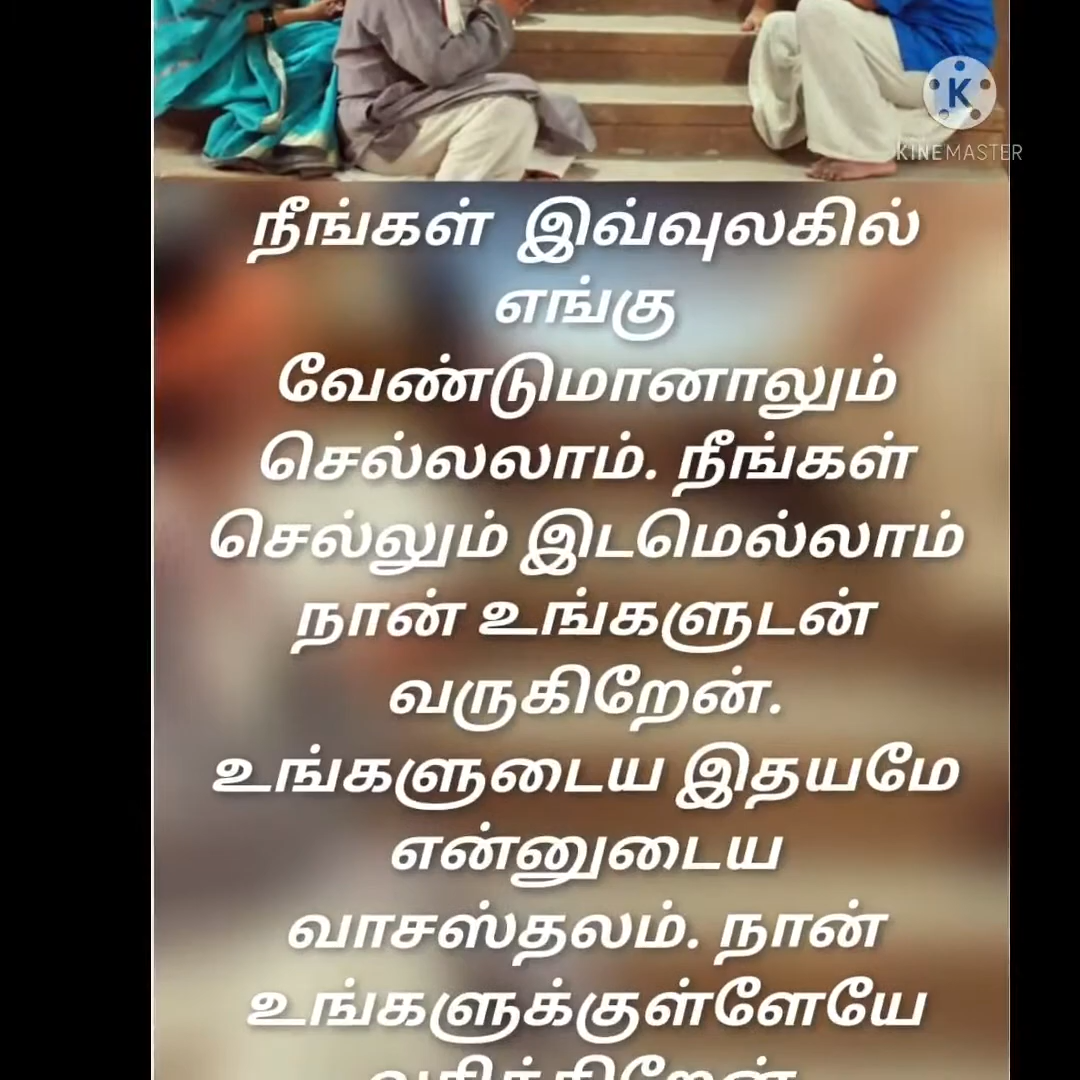 K
KINEMASTER
நீங்கள் இவ்வுலகில்
எங்கு
வேண்டுமானாலும்
செல்லலாம். நீங்கள்
செல்லும் இடமெல்லாம்
நான் உங்களுடன்
வருகிறேன்.
உங்களுடைய இதயமே
என்னுடைய
வாசஸ்தலம். நான்
உங்களுக்குள்ளேயே